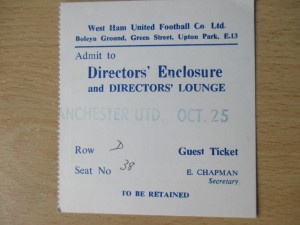 West Ham United Football Co Ltd.
Boleyn Ground, Green Street, Upton Park, E.13
Admit to
Directors' Enclosure
and DIRECTORS' LOUNGE
ANCHESTER UTD. OCT. 25
Row D Guest Ticket
Seat No 38 E. CHAPMAN
Secretary
TO BE RETAINED